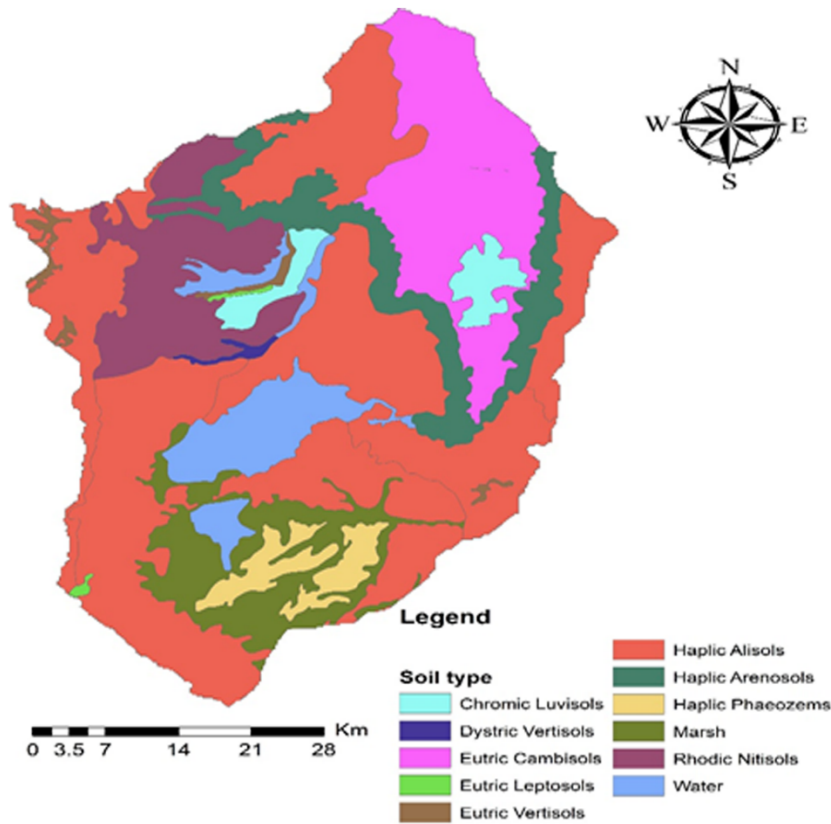 N
W E
S
Legend
Soil type
Chromic Luvisols
Dystric Vertisols
Eutric Cambisols
Eutric Leptosols
Eutric Vertisols
Haplic Alisols
Haplic Arenosols
Haplic Phaeozems
Marsh
Rhodic Nitisols
Water
Km
0 3.5 7 14 21 28